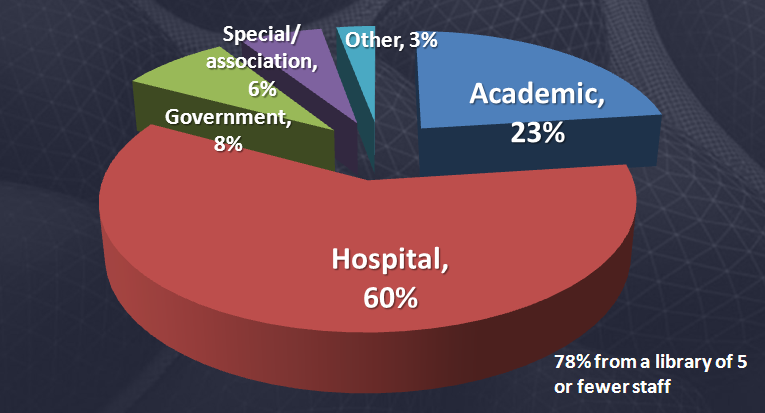 Special/
association,
6%
Other, 3%
Academic,
23%
Government,
8%
Hospital,
60%
78% from a library of 5
or fewer staff